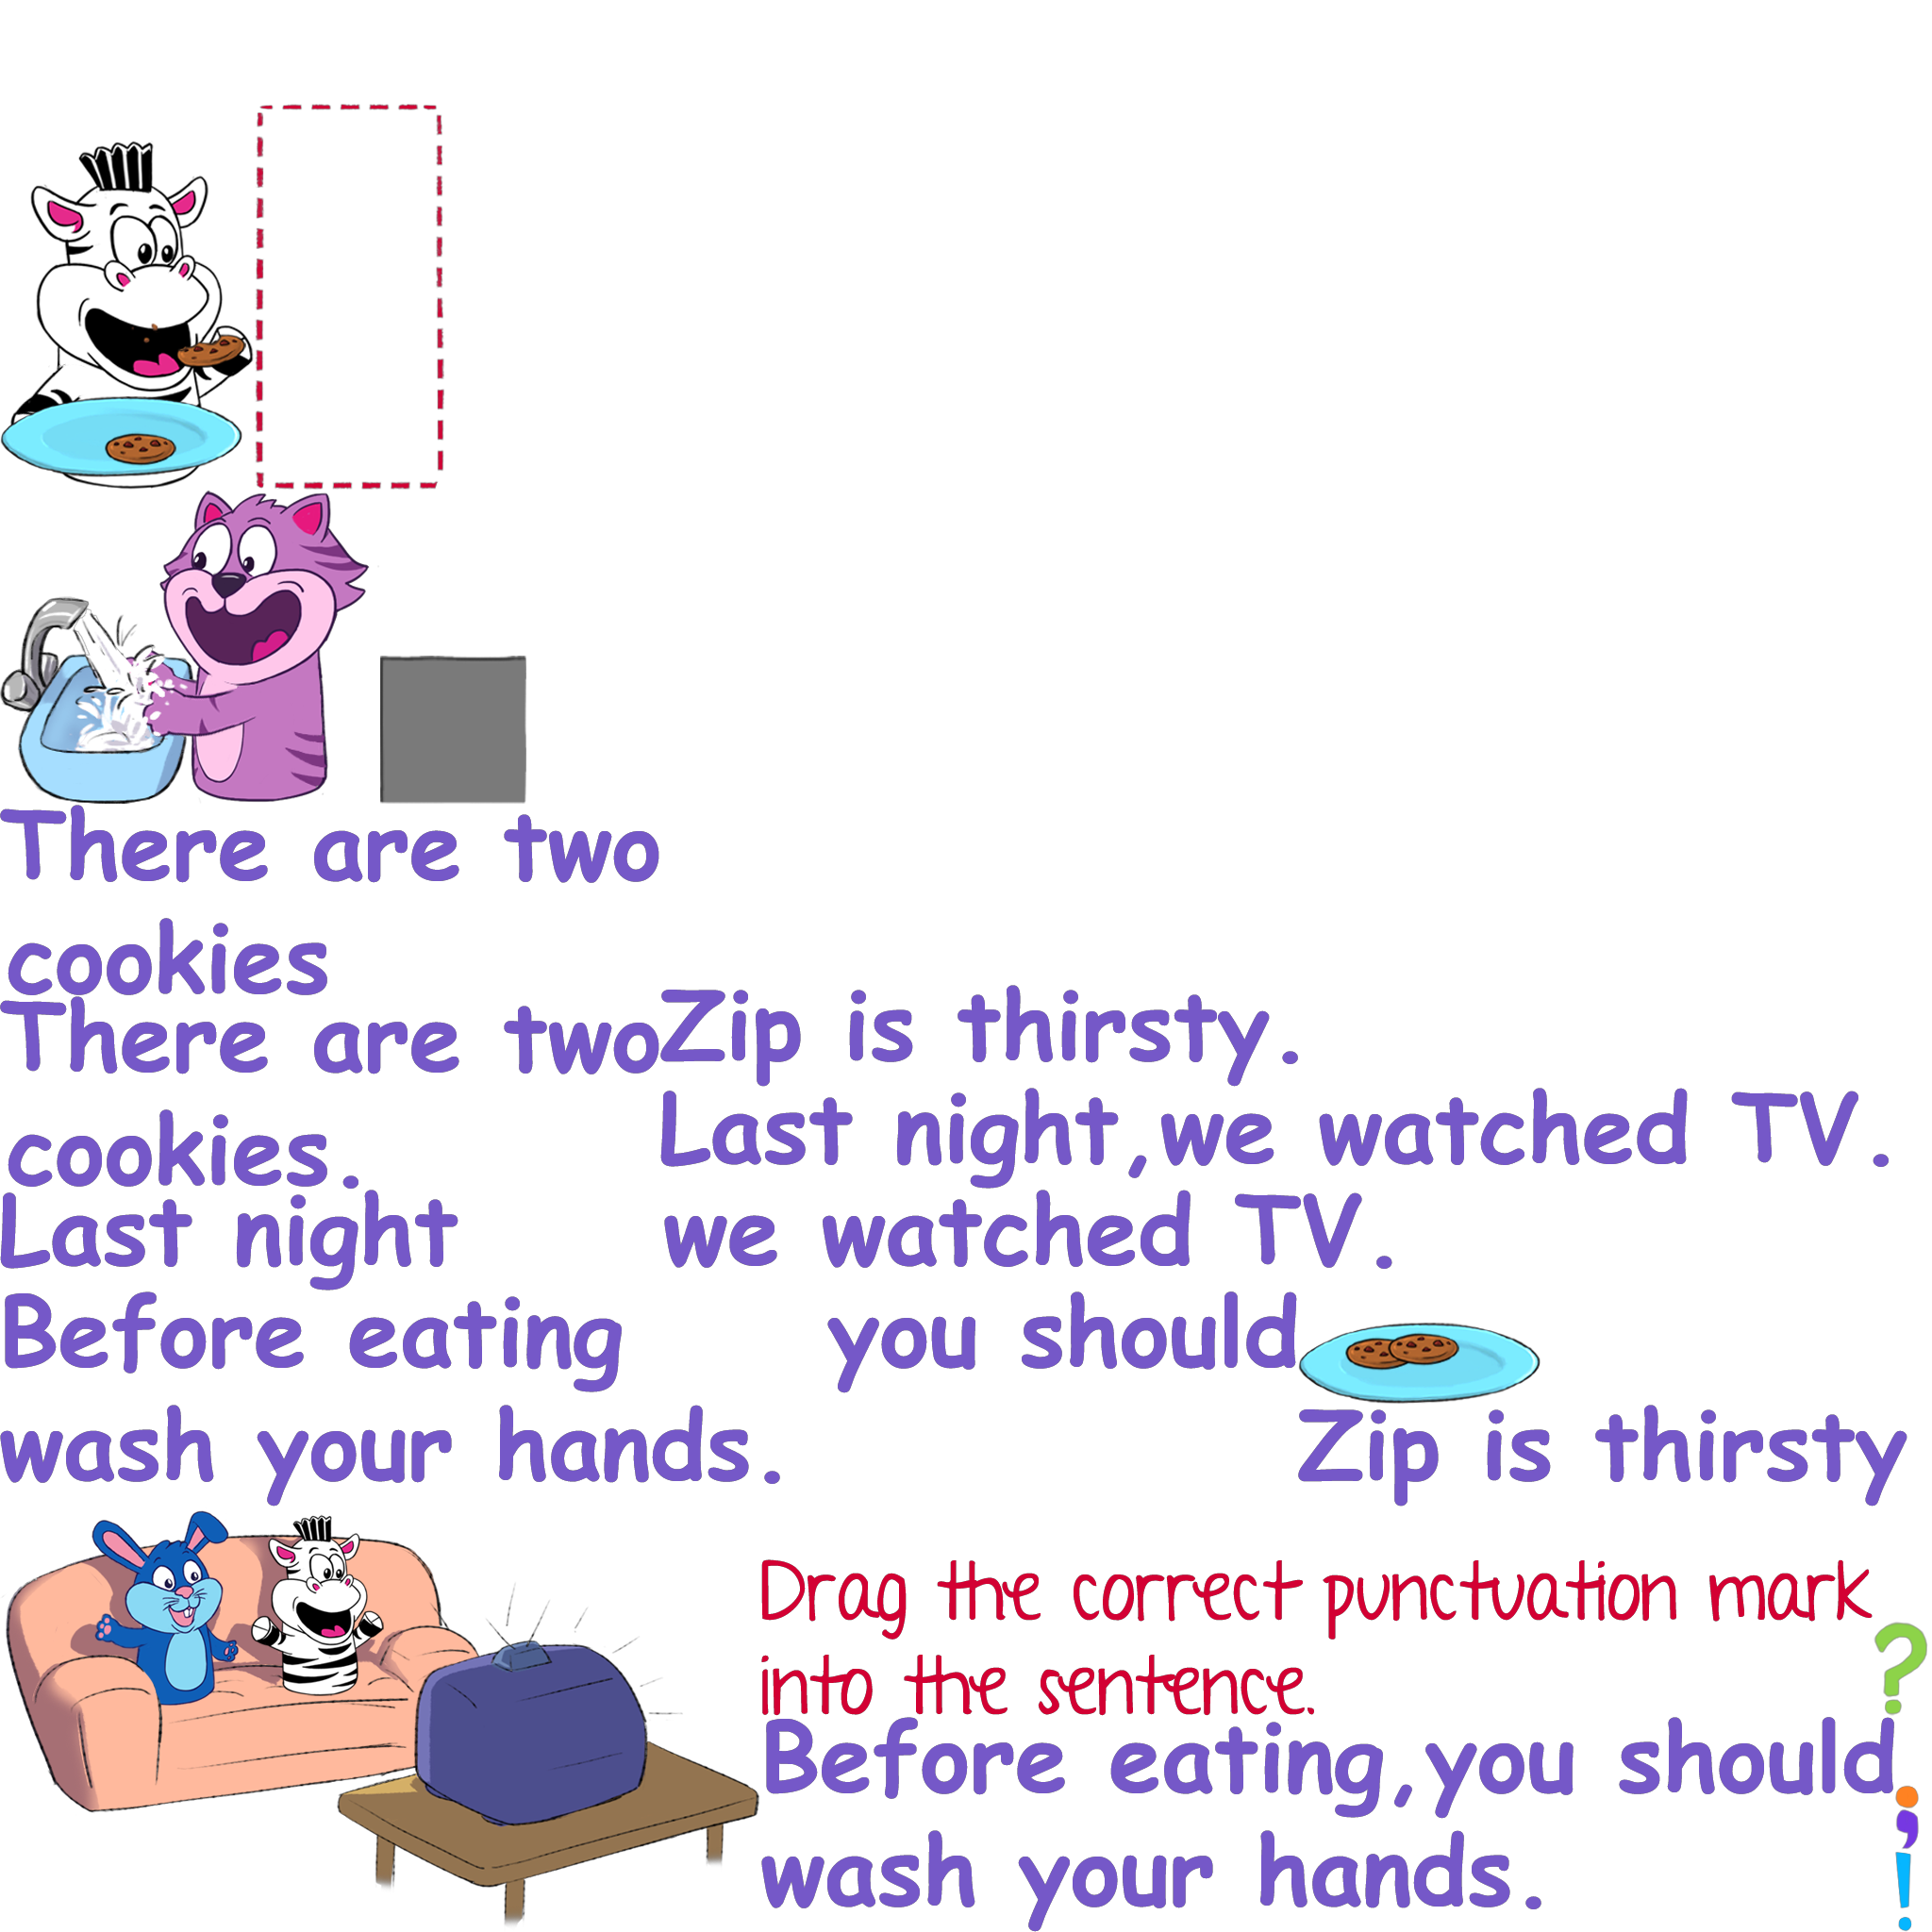 There are two
cookies
There are two
cookies.
Zip is thirsty.
Last night,we watched TV.
Last night
we watched TV.
Before eating
you should
wash your hands.
Zip is thirsty
Drag the correct punctuation mark
into the sentence.
?
Before eating,you should
.
,
wash your hands.
!